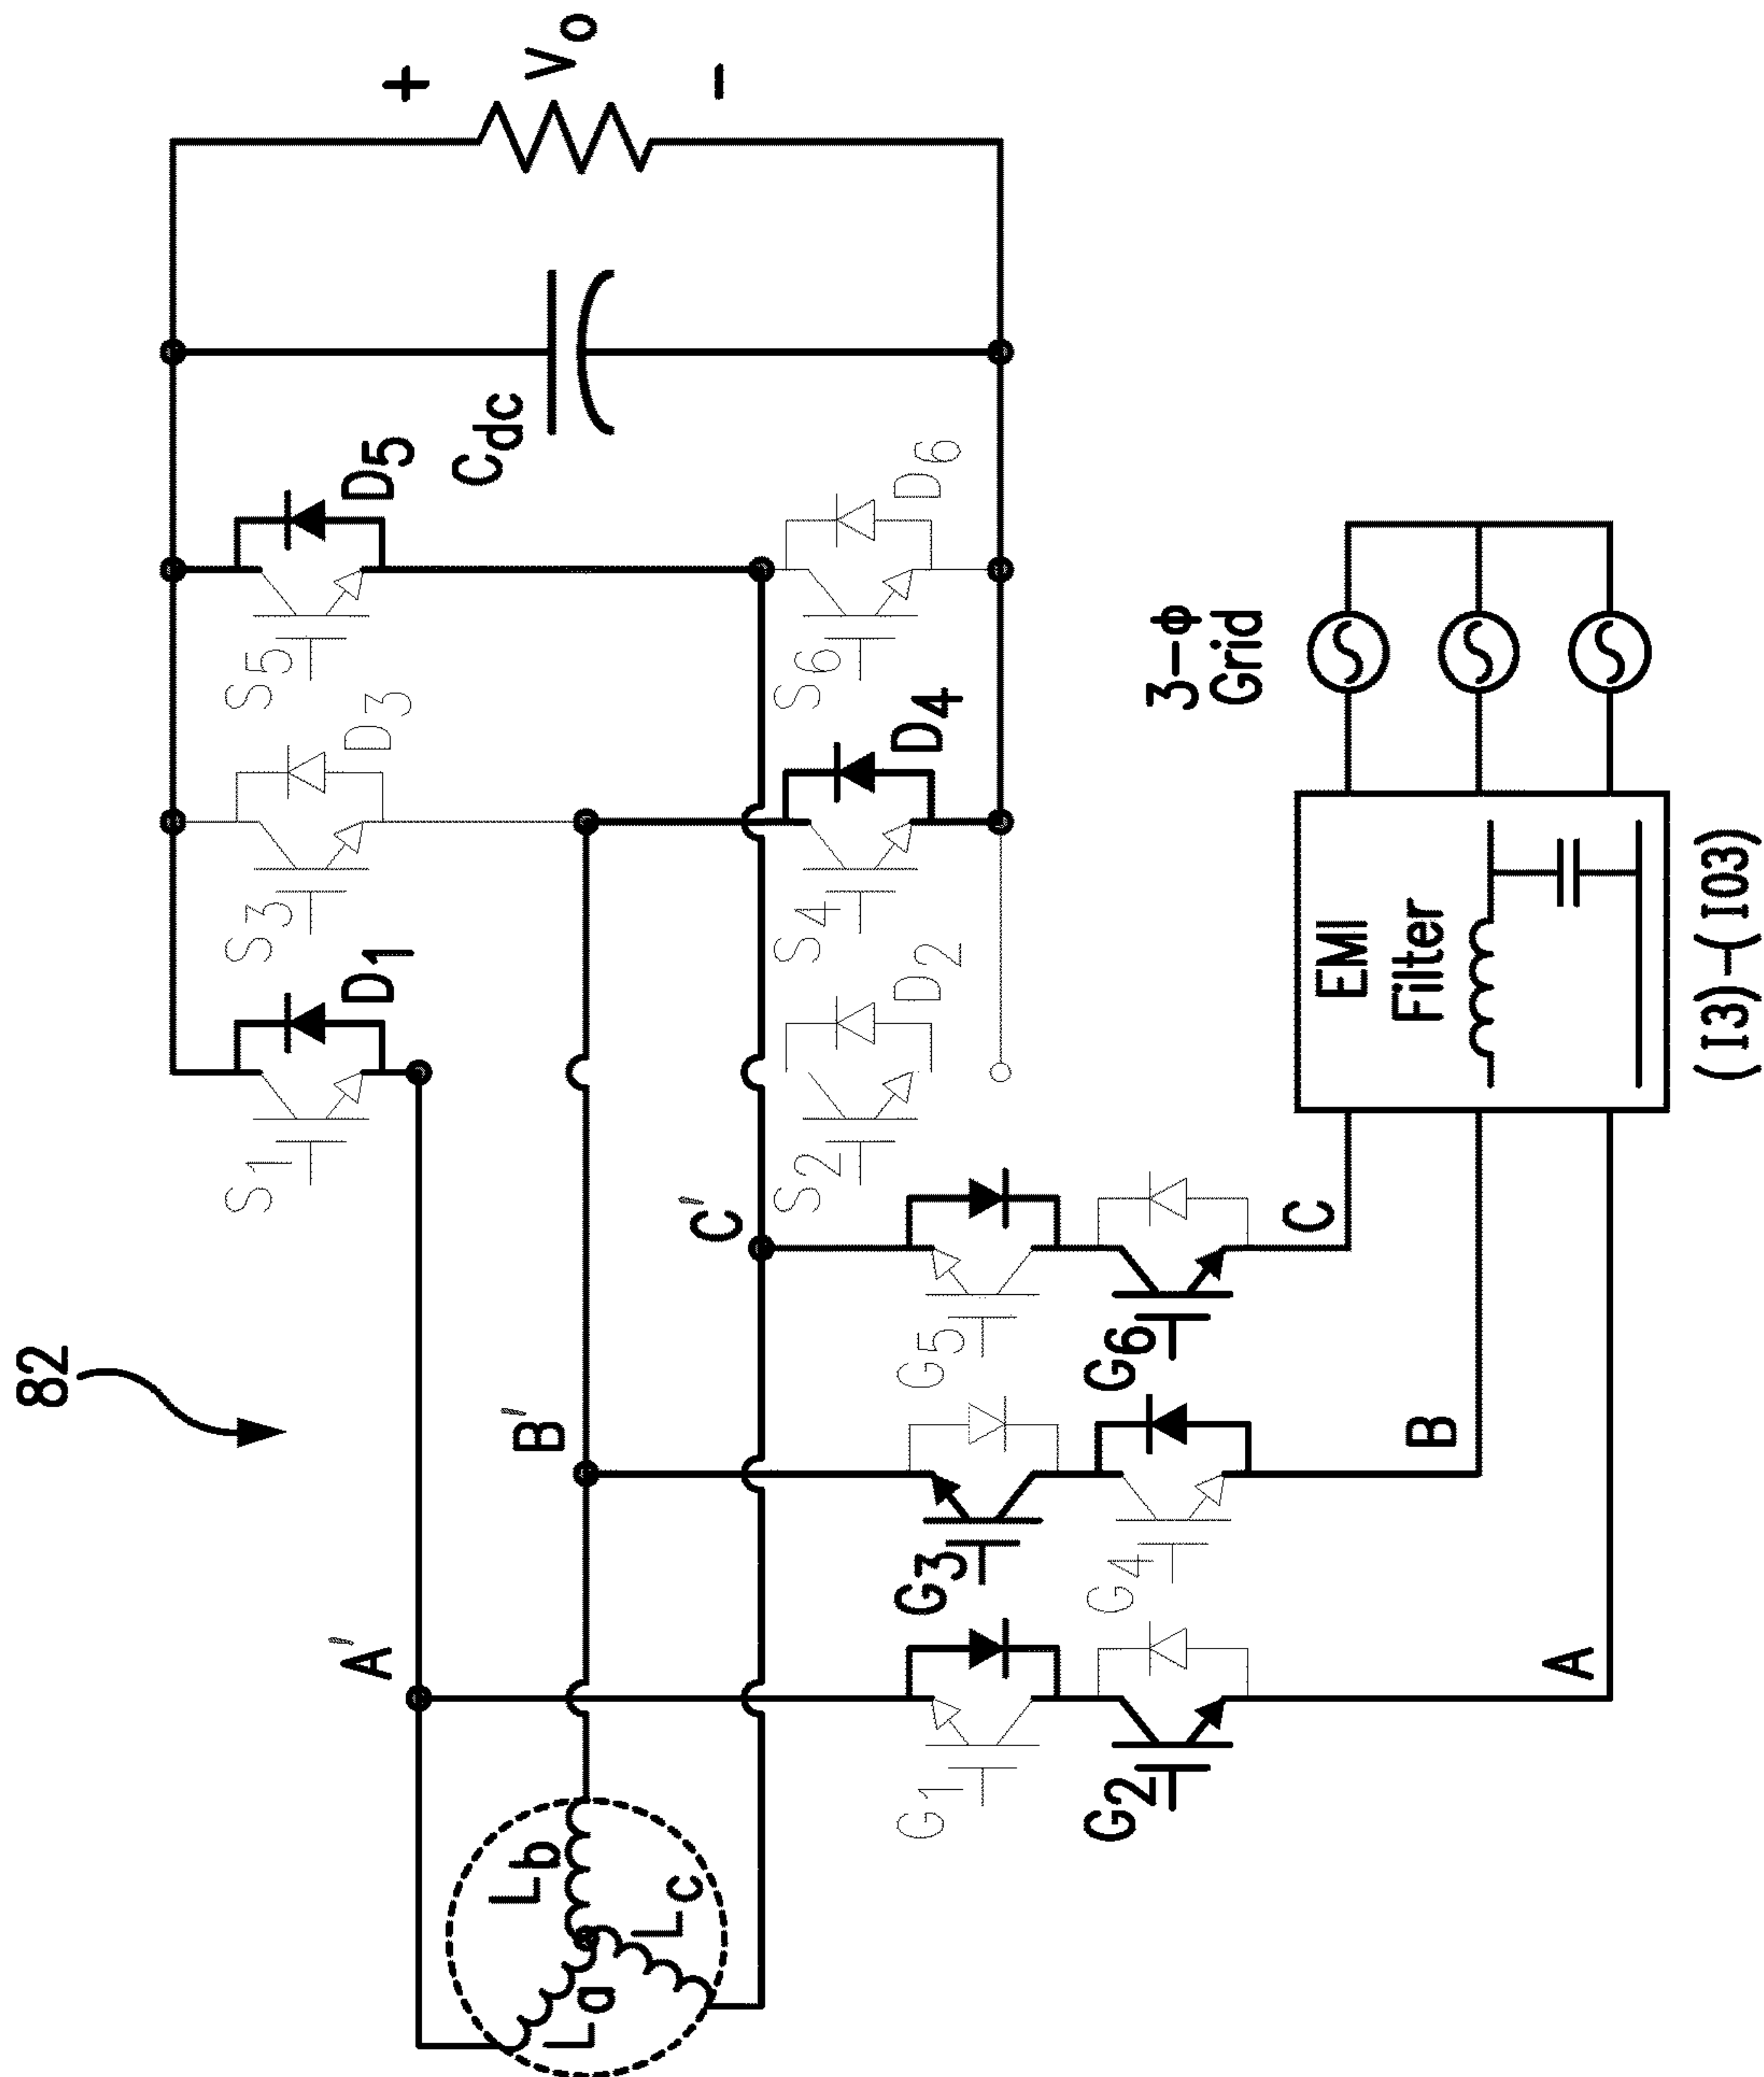 82
A'
B'
C'
La
Lb
Lc
S1
D1
S3
D3
S5
D5
S2
D2
S4
D4
S6
D6
Cdc
+
Vo
−
G1
G2
G3
G4
G5
G6
A
B
C
EMI
Filter
3-ϕ
Grid
(I3)-(I03)